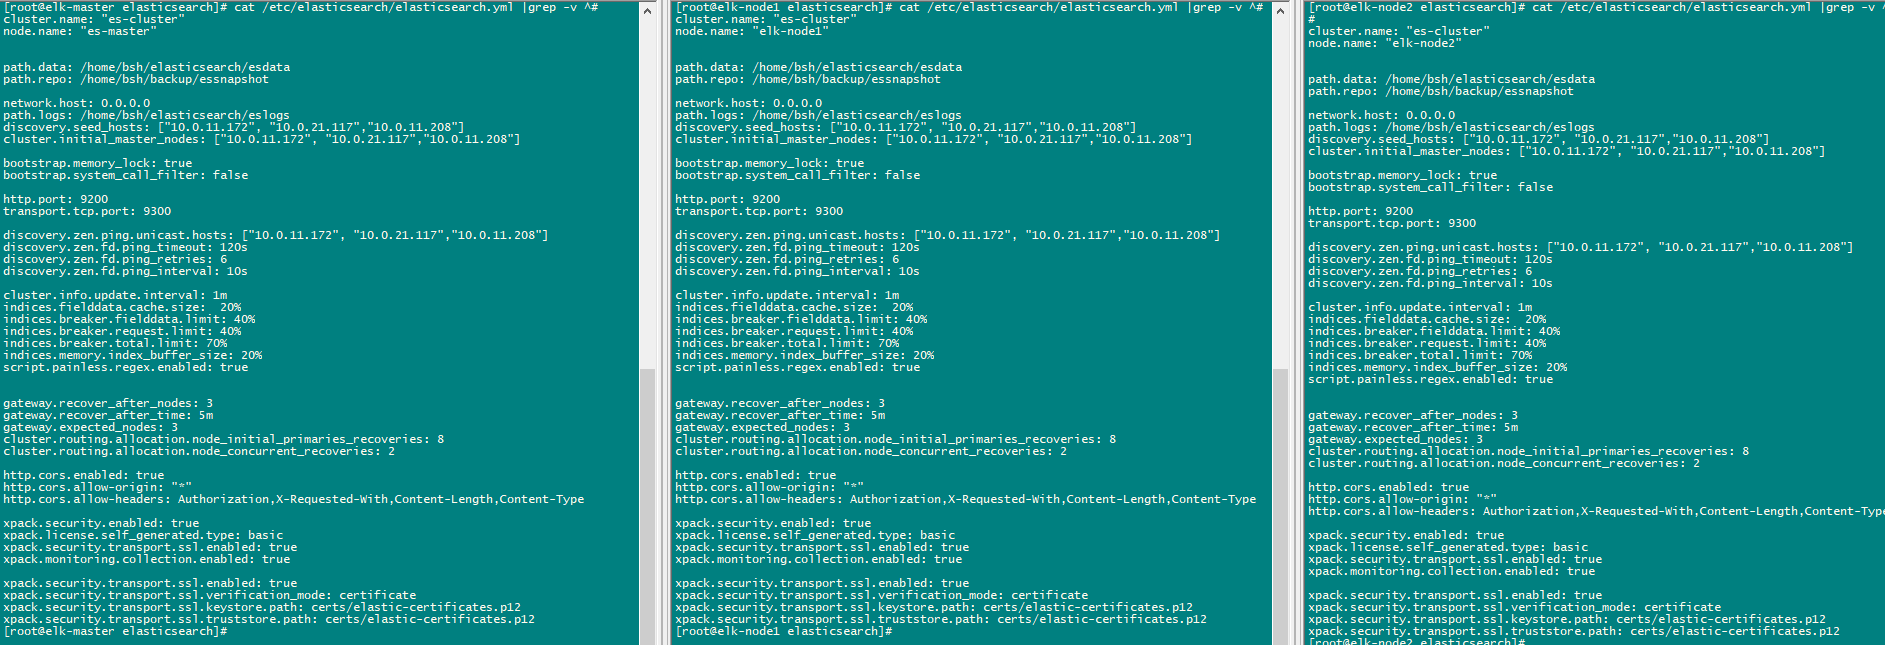 [root@elk-master elasticsearch]# cat /etc/elasticsearch/elasticsearch.yml |grep -v ^#
cluster.name: "es-cluster"
node.name: "es-master"
path.data: /home/bsh/elasticsearch/esdata
path.repo: /home/bsh/backup/essnapshot
network.host: 0.0.0.0
path.logs: /home/bsh/elasticsearch/eslogs
discovery.seed_hosts: ["10.0.11.172", "10.0.21.117","10.0.11.208"]
cluster.initial_master_nodes: ["10.0.11.172", "10.0.21.117","10.0.11.208"]
bootstrap.memory_lock: true
bootstrap.system_call_filter: false
http.port: 9200
transport.tcp.port: 9300
discovery.zen.ping.unicast.hosts: ["10.0.11.172", "10.0.21.117","10.0.11.208"]
discovery.zen.fd.ping_timeout: 120s
discovery.zen.fd.ping_retries: 6
discovery.zen.fd.ping_interval: 10s
cluster.info.update.interval: 1m
indices.fielddata.cache.size:  20%
indices.breaker.fielddata.limit: 40%
indices.breaker.request.limit: 40%
indices.breaker.total.limit: 70%
indices.memory.index_buffer_size: 20%
script.painless.regex.enabled: true
gateway.recover_after_nodes: 3
gateway.recover_after_time: 5m
gateway.expected_nodes: 3
cluster.routing.allocation.node_initial_primaries_recoveries: 8
cluster.routing.allocation.node_concurrent_recoveries: 2
http.cors.enabled: true
http.cors.allow-origin: "*"
http.cors.allow-headers: Authorization,X-Requested-With,Content-Length,Content-Type
xpack.security.enabled: true
xpack.license.self_generated.type: basic
xpack.security.transport.ssl.enabled: true
xpack.monitoring.collection.enabled: true
xpack.security.transport.ssl.enabled: true
xpack.security.transport.ssl.verification_mode: certificate
xpack.security.transport.ssl.keystore.path: certs/elastic-certificates.p12
xpack.security.transport.ssl.truststore.path: certs/elastic-certificates.p12
[root@elk-master elasticsearch]#
[root@elk-node1 elasticsearch]# cat /etc/elasticsearch/elasticsearch.yml |grep -v ^#
cluster.name: "es-cluster"
node.name: "elk-node1"
path.data: /home/bsh/elasticsearch/esdata
path.repo: /home/bsh/backup/essnapshot
network.host: 0.0.0.0
path.logs: /home/bsh/elasticsearch/eslogs
discovery.seed_hosts: ["10.0.11.172", "10.0.21.117","10.0.11.208"]
cluster.initial_master_nodes: ["10.0.11.172", "10.0.21.117","10.0.11.208"]
bootstrap.memory_lock: true
bootstrap.system_call_filter: false
http.port: 9200
transport.tcp.port: 9300
discovery.zen.ping.unicast.hosts: ["10.0.11.172", "10.0.21.117","10.0.11.208"]
discovery.zen.fd.ping_timeout: 120s
discovery.zen.fd.ping_retries: 6
discovery.zen.fd.ping_interval: 10s
cluster.info.update.interval: 1m
indices.fielddata.cache.size:  20%
indices.breaker.fielddata.limit: 40%
indices.breaker.request.limit: 40%
indices.breaker.total.limit: 70%
indices.memory.index_buffer_size: 20%
script.painless.regex.enabled: true
gateway.recover_after_nodes: 3
gateway.recover_after_time: 5m
gateway.expected_nodes: 3
cluster.routing.allocation.node_initial_primaries_recoveries: 8
cluster.routing.allocation.node_concurrent_recoveries: 2
http.cors.enabled: true
http.cors.allow-origin: "*"
http.cors.allow-headers: Authorization,X-Requested-With,Content-Length,Content-Type
xpack.security.enabled: true
xpack.license.self_generated.type: basic
xpack.security.transport.ssl.enabled: true
xpack.monitoring.collection.enabled: true
xpack.security.transport.ssl.enabled: true
xpack.security.transport.ssl.verification_mode: certificate
xpack.security.transport.ssl.keystore.path: certs/elastic-certificates.p12
xpack.security.transport.ssl.truststore.path: certs/elastic-certificates.p12
[root@elk-node1 elasticsearch]#
[root@elk-node2 elasticsearch]# cat /etc/elasticsearch/elasticsearch.yml |grep -v ^
#
cluster.name: "es-cluster"
node.name: "elk-node2"
path.data: /home/bsh/elasticsearch/esdata
path.repo: /home/bsh/backup/essnapshot
network.host: 0.0.0.0
path.logs: /home/bsh/elasticsearch/eslogs
discovery.seed_hosts: ["10.0.11.172", "10.0.21.117","10.0.11.208"]
cluster.initial_master_nodes: ["10.0.11.172", "10.0.21.117","10.0.11.208"]
bootstrap.memory_lock: true
bootstrap.system_call_filter: false
http.port: 9200
transport.tcp.port: 9300
discovery.zen.ping.unicast.hosts: ["10.0.11.172", "10.0.21.117","10.0.11.208"]
discovery.zen.fd.ping_timeout: 120s
discovery.zen.fd.ping_retries: 6
discovery.zen.fd.ping_interval: 10s
cluster.info.update.interval: 1m
indices.fielddata.cache.size:  20%
indices.breaker.fielddata.limit: 40%
indices.breaker.request.limit: 40%
indices.breaker.total.limit: 70%
indices.memory.index_buffer_size: 20%
script.painless.regex.enabled: true
gateway.recover_after_nodes: 3
gateway.recover_after_time: 5m
gateway.expected_nodes: 3
cluster.routing.allocation.node_initial_primaries_recoveries: 8
cluster.routing.allocation.node_concurrent_recoveries: 2
http.cors.enabled: true
http.cors.allow-origin: "*"
http.cors.allow-headers: Authorization,X-Requested-With,Content-Length,Content-Type
xpack.security.enabled: true
xpack.license.self_generated.type: basic
xpack.security.transport.ssl.enabled: true
xpack.monitoring.collection.enabled: true
xpack.security.transport.ssl.enabled: true
xpack.security.transport.ssl.verification_mode: certificate
xpack.security.transport.ssl.keystore.path: certs/elastic-certificates.p12
xpack.security.transport.ssl.truststore.path: certs/elastic-certificates.p12
[root@elk-node2 elasticsearch]#